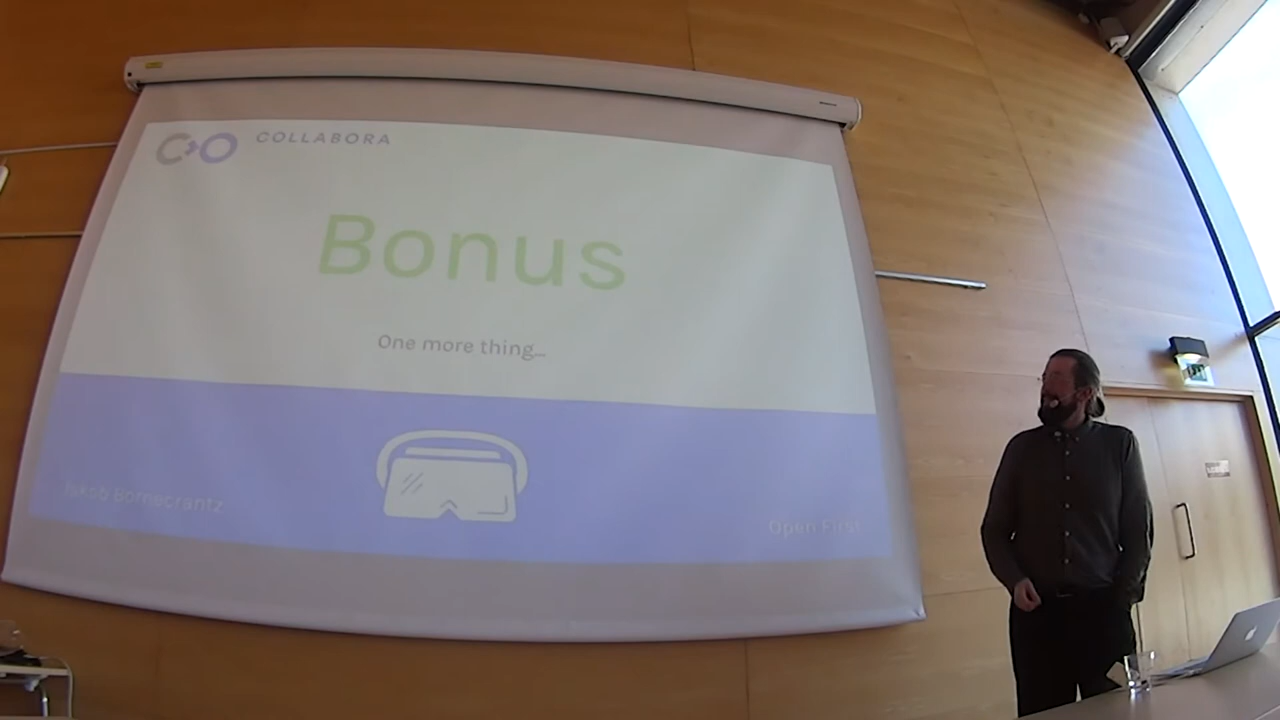 COLLABORA
Bonus
One more thing…
Jakob Bornecrantz
Open First